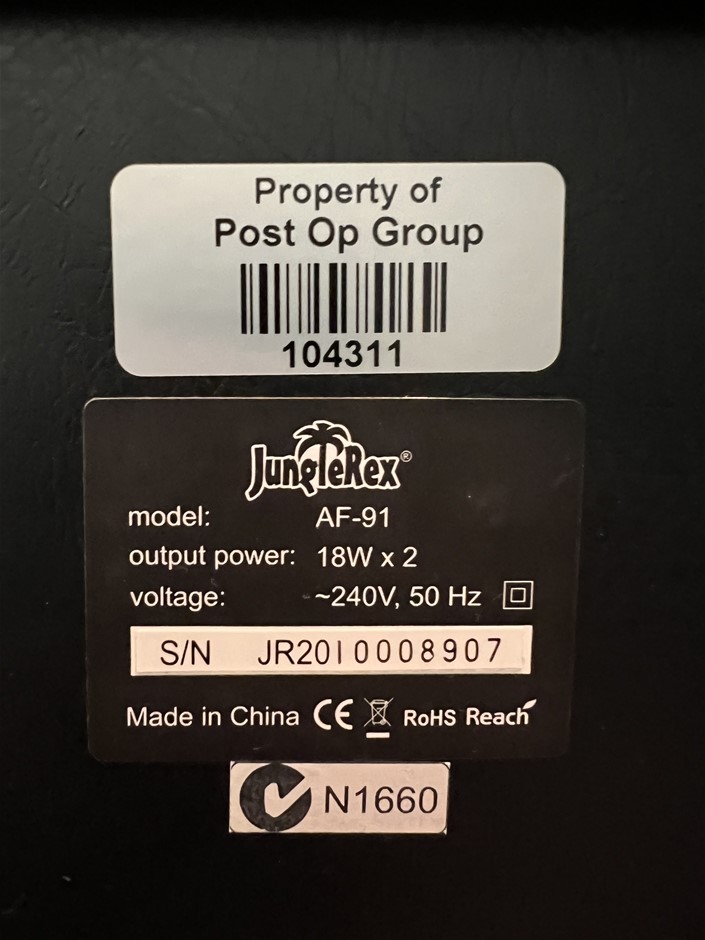 Property of
Post Op Group
104311
JungleRex®
model: AF-91
output power: 18W x 2
voltage: ~240V, 50 Hz
S/N JR2010008907
Made in China CE RoHS Reach
N1660